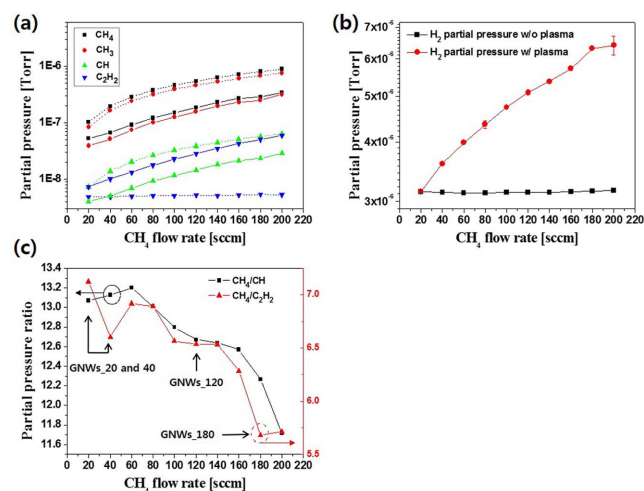 (a)
CH4
CH3
CH
C2H2
1E-6
1E-7
1E-8
Partial pressure [Torr]
0 20 40 60 80 100 120 140 160 180 200 220
CH4 flow rate [sccm]
(b)
H2 partial pressure w/o plasma
H2 partial pressure w/ plasma
7x10-6
6x10-6
5x10-6
4x10-6
3x10-6
Partial pressure [Torr]
0 20 40 60 80 100 120 140 160 180 200 220
CH4 flow rate [sccm]
(c)
CH4/CH
CH4/C2H2
13.4
13.2
13.0
12.8
12.6
12.4
12.2
12.0
11.8
11.6
Partial pressure ratio
7.0
6.5
6.0
5.5
GNWs_20 and 40
GNWs_120
GNWs_180
0 20 40 60 80 100 120 140 160 180 200 220
CH4 flow rate [sccm]